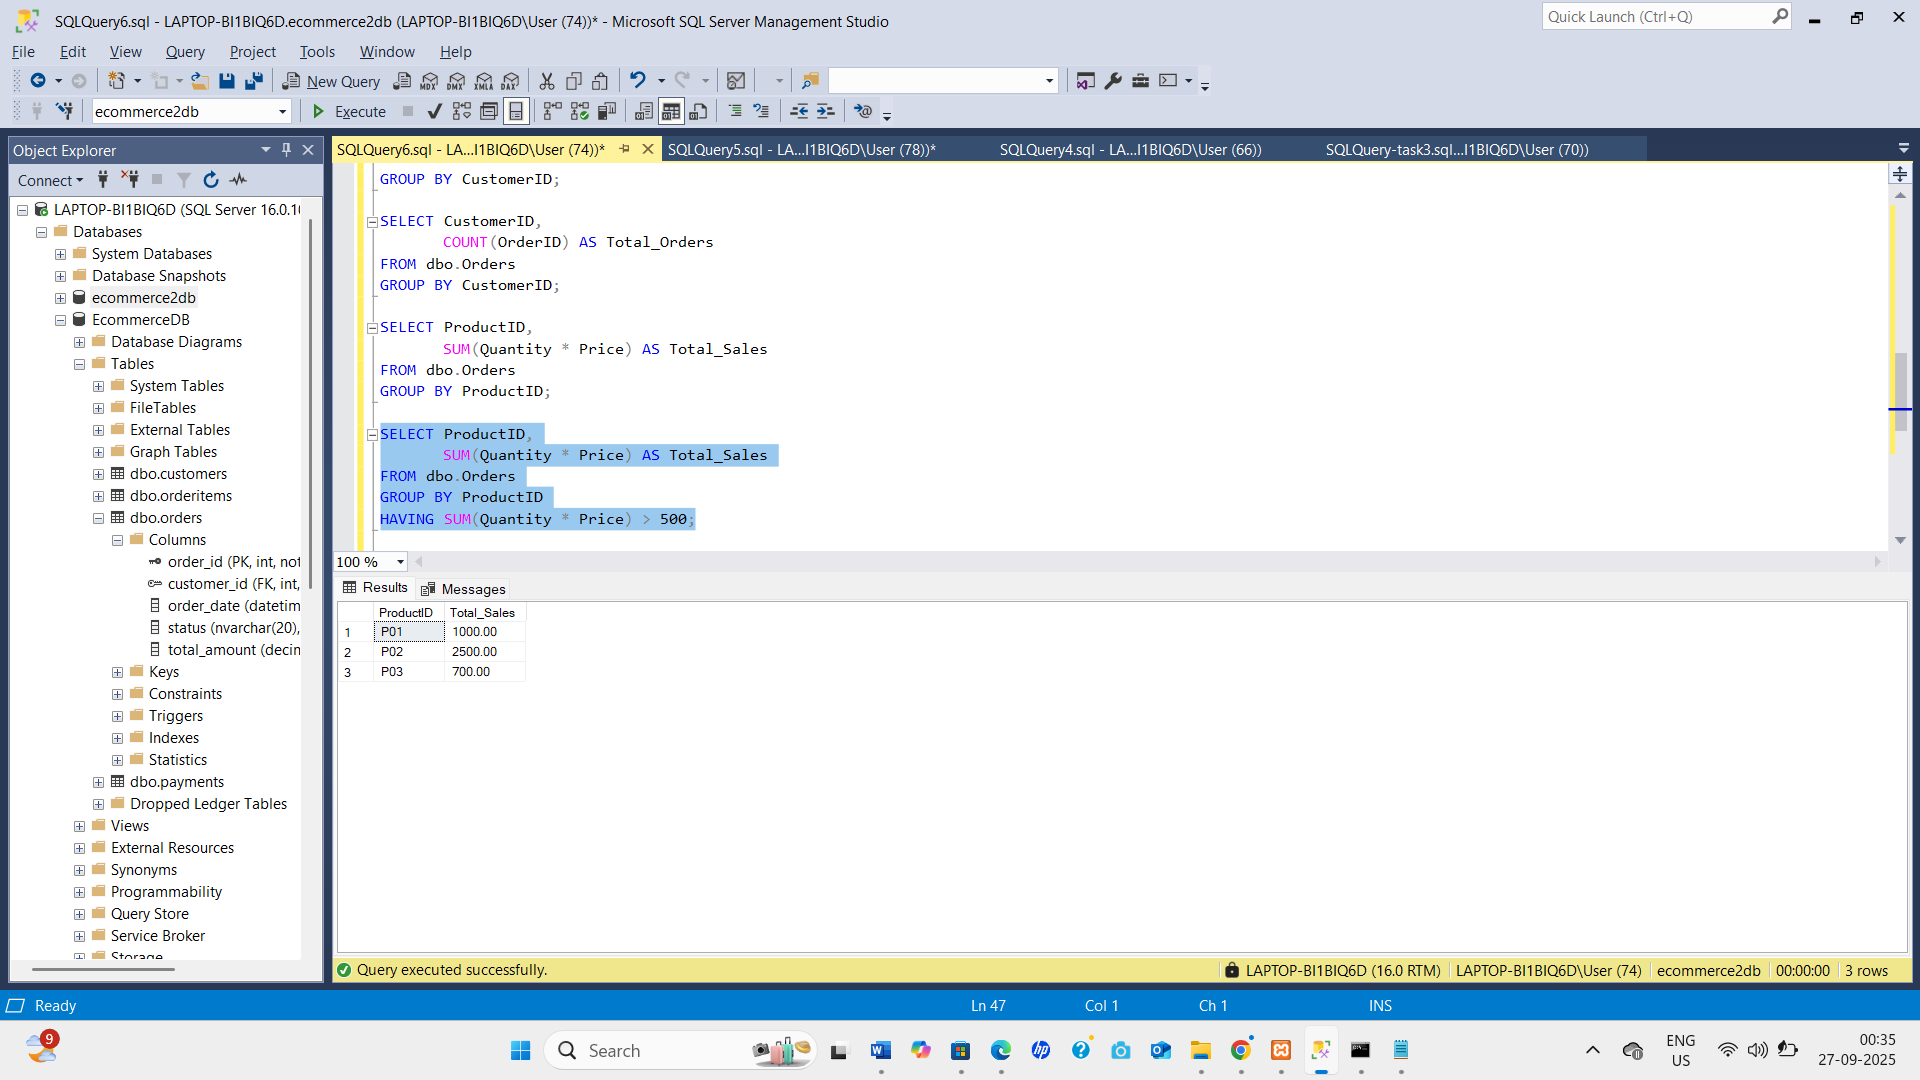 SQLQuery6.sql - LAPTOP-BI1BIQ6D.ecommerce2db (LAPTOP-BI1BIQ6D\User (74))* - Microsoft SQL Server Management Studio
Quick Launch (Ctrl+Q)
File Edit View Query Project Tools Window Help
New Query
MDX DMX XMLA DAX
ecommerce2db
Execute
Object Explorer
Connect
LAPTOP-BI1BIQ6D (SQL Server 16.0.10
Databases
System Databases
Database Snapshots
ecommerce2db
EcommerceDB
Database Diagrams
Tables
System Tables
FileTables
External Tables
Graph Tables
dbo.customers
dbo.orderitems
dbo.orders
Columns
order_id (PK, int, not
customer_id (FK, int,
order_date (datetim
status (nvarchar(20),
total_amount (decin
Keys
Constraints
Triggers
Indexes
Statistics
dbo.payments
Dropped Ledger Tables
Views
External Resources
Synonyms
Programmability
Query Store
Service Broker
Storage
SQLQuery6.sql - LA...I1BIQ6D\User (74))* SQLQuery5.sql - LA...I1BIQ6D\User (78))* SQLQuery4.sql - LA...I1BIQ6D\User (66)) SQLQuery-task3.sql...I1BIQ6D\User (70))
GROUP BY CustomerID;
SELECT CustomerID,
COUNT(OrderID) AS Total_Orders
FROM dbo.Orders
GROUP BY CustomerID;
SELECT ProductID,
SUM(Quantity * Price) AS Total_Sales
FROM dbo.Orders
GROUP BY ProductID;
SELECT ProductID,
SUM(Quantity * Price) AS Total_Sales
FROM dbo.Orders
GROUP BY ProductID
HAVING SUM(Quantity * Price) > 500;
100 %
Results Messages
ProductID Total_Sales
1 P01 1000.00
2 P02 2500.00
3 P03 700.00
Query executed successfully.
LAPTOP-BI1BIQ6D (16.0 RTM) LAPTOP-BI1BIQ6D\User (74) ecommerce2db 00:00:00 3 rows
Ready
Ln 47 Col 1 Ch 1 INS
9
Search
ENG
US
00:35
27-09-2025